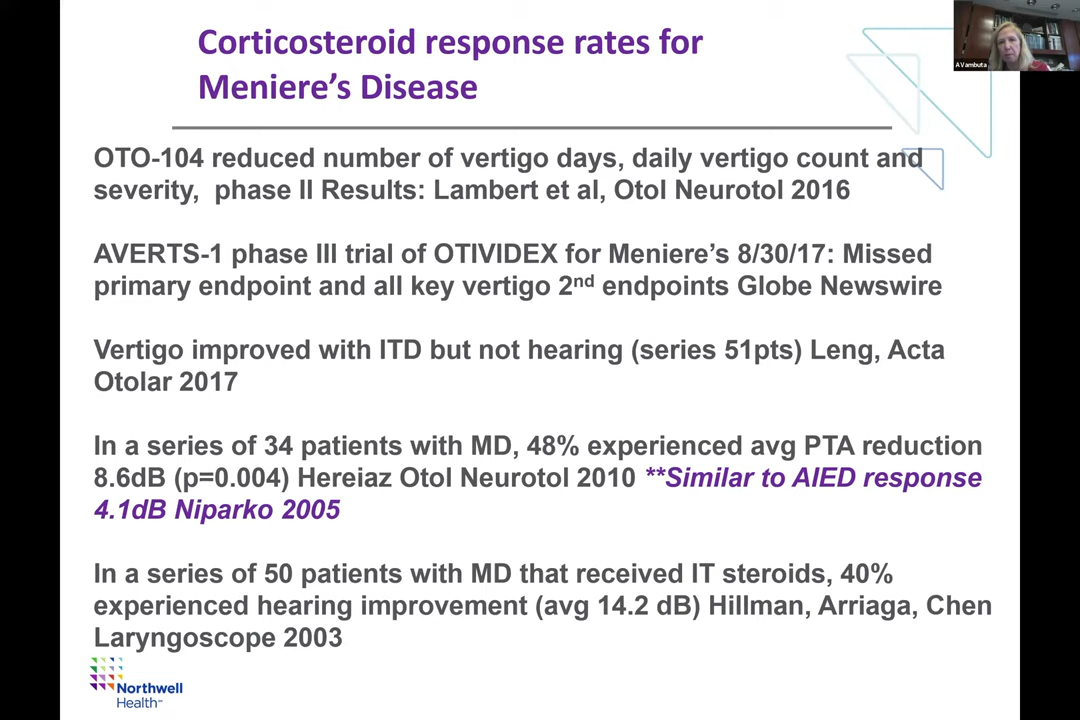 Corticosteroid response rates for
Meniere's Disease
AVambuta
OTO-104 reduced number of vertigo days, daily vertigo count and
severity,  phase II Results: Lambert et al, Otol Neurotol 2016
AVERTS-1 phase III trial of OTIVIDEX for Meniere's 8/30/17: Missed
primary endpoint and all key vertigo 2nd endpoints Globe Newswire
Vertigo improved with ITD but not hearing (series 51pts) Leng, Acta
Otolar 2017
In a series of 34 patients with MD, 48% experienced avg PTA reduction
8.6dB (p=0.004) Hereiaz Otol Neurotol 2010 **Similar to AIED response
4.1dB Niparko 2005
In a series of 50 patients with MD that received IT steroids, 40%
experienced hearing improvement (avg 14.2 dB) Hillman, Arriaga, Chen
Laryngoscope 2003
Northwell
Health